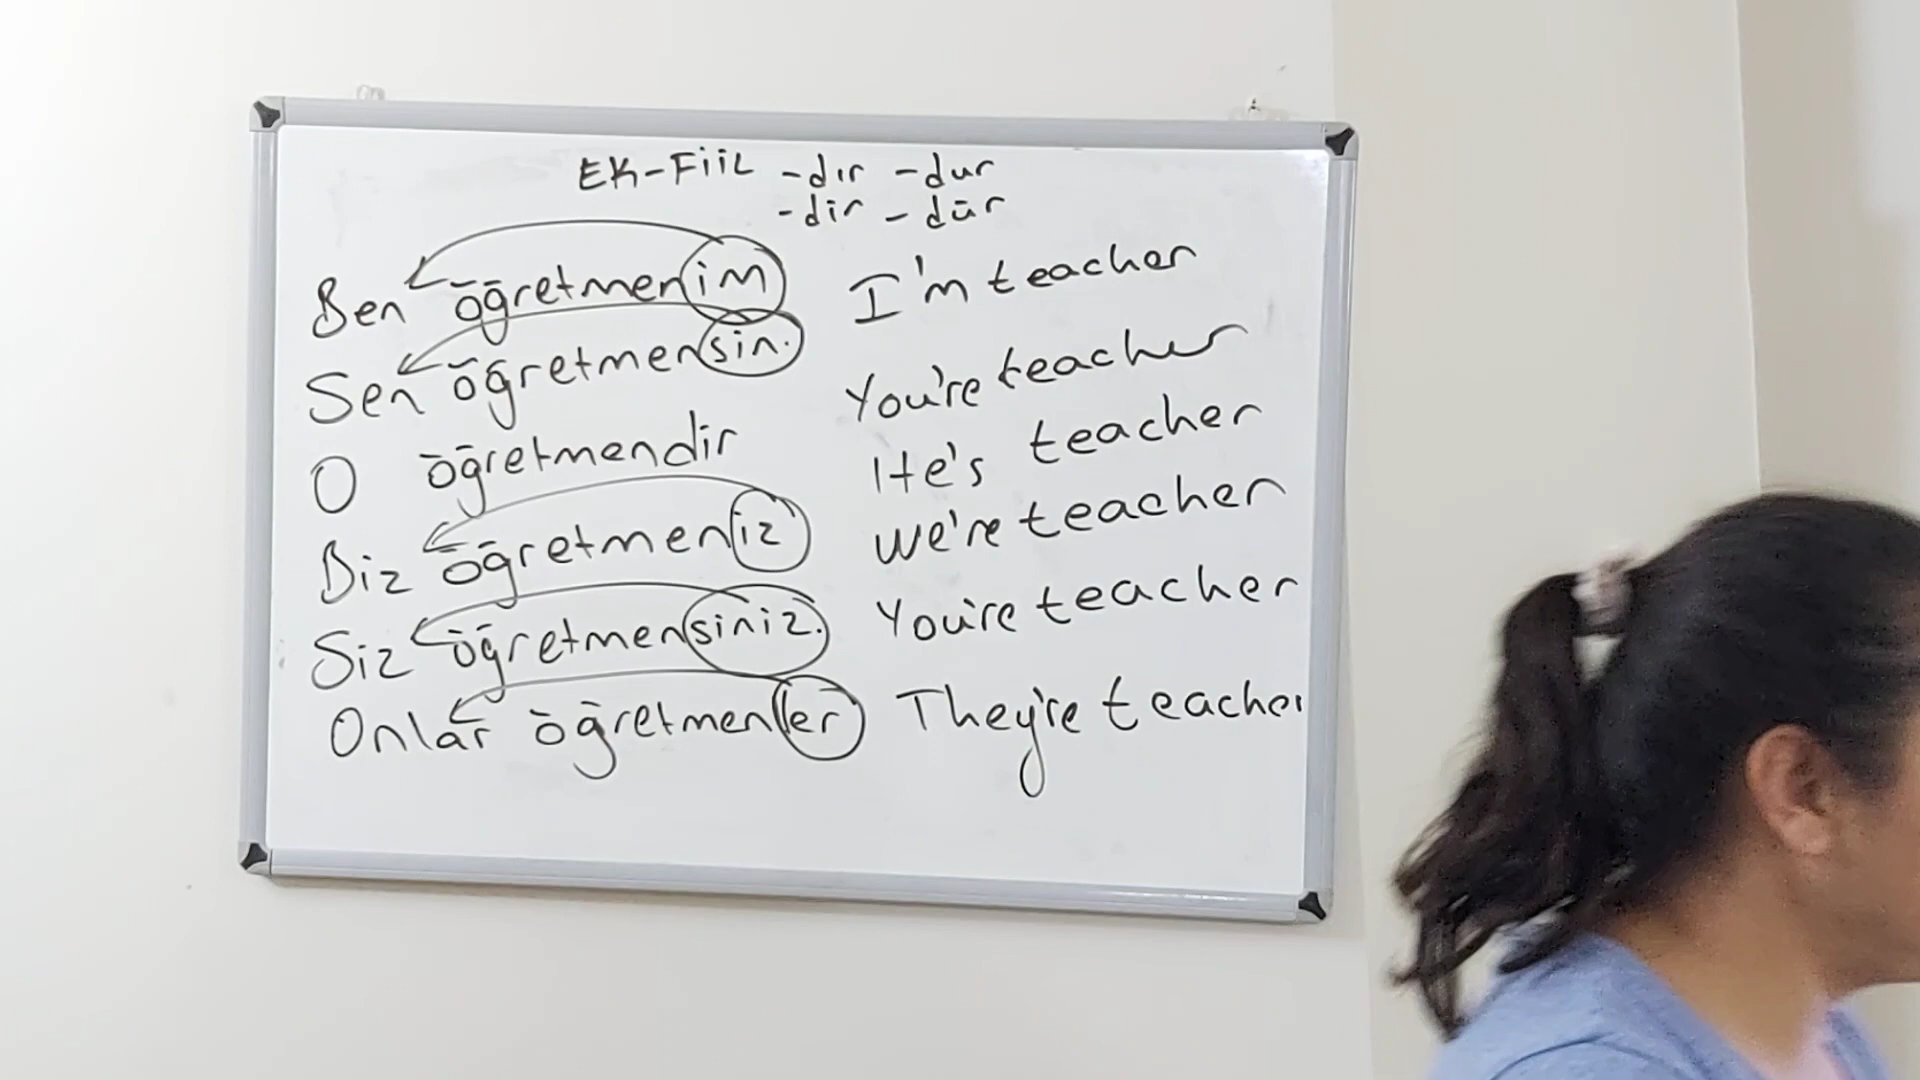 EK-FİİL -dır -dur
-dir -dür
Ben öğretmenim I'm teacher
Sen öğretmensin. You're teacher
O öğretmendir He's teacher
Biz öğretmeniz we're teacher
Siz öğretmensiniz. You're teacher
Onlar öğretmenler They're teacher